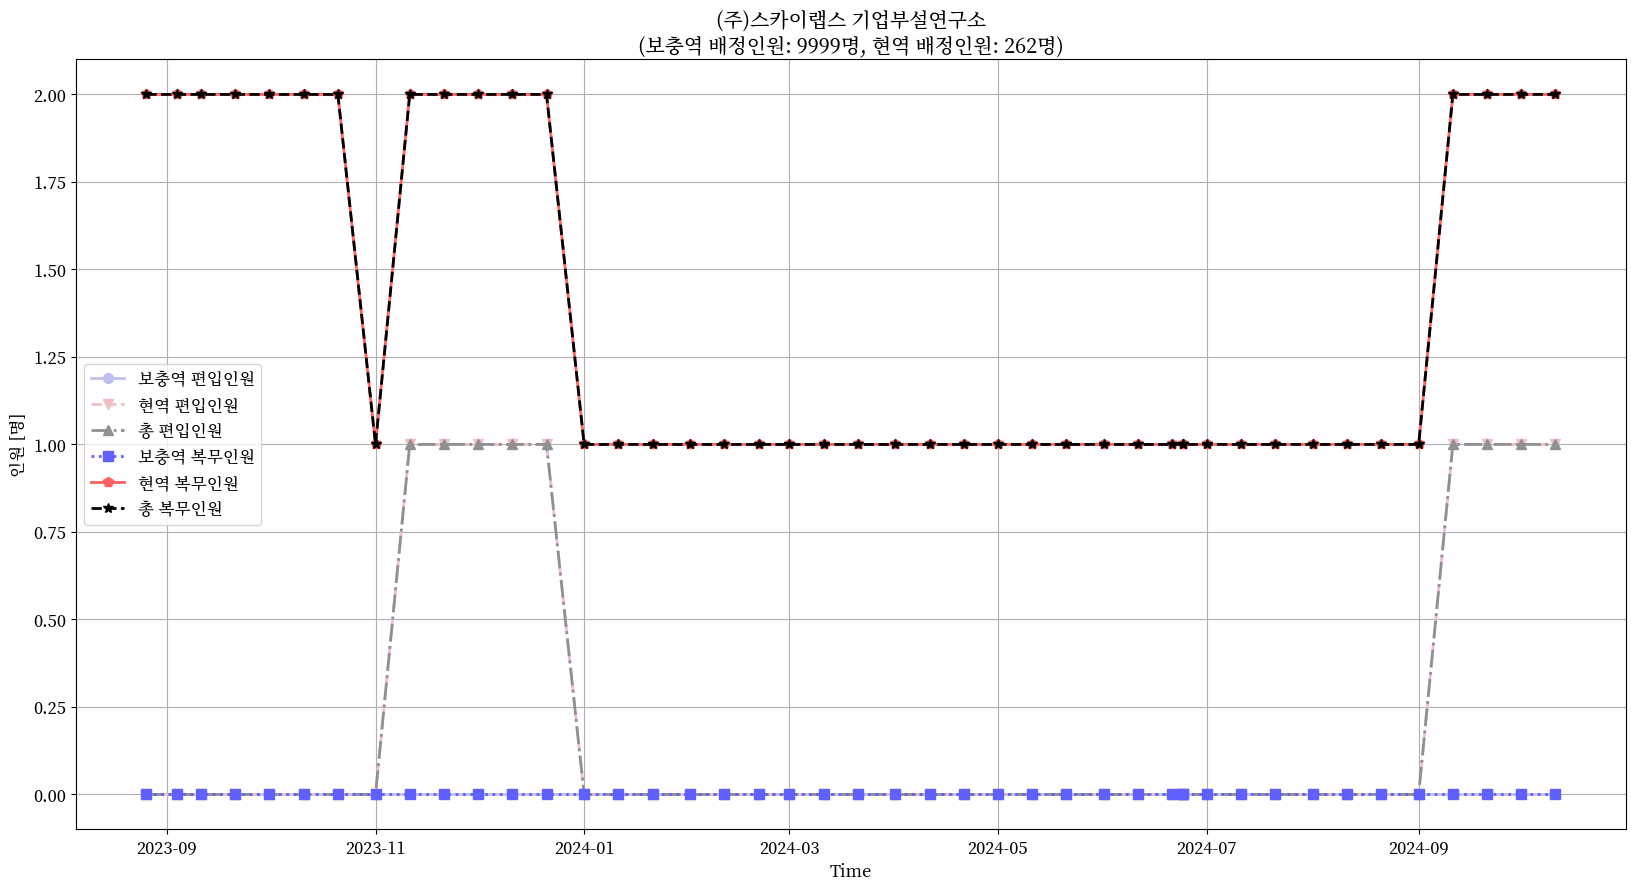 (주)스카이랩스 기업부설연구소
(보충역 배정인원: 9999명, 현역 배정인원: 262명)
2.00
1.75
1.50
1.25
1.00
0.75
0.50
0.25
0.00
인원 [명]
보충역 편입인원
현역 편입인원
총 편입인원
보충역 복무인원
현역 복무인원
총 복무인원
2023-09
2023-11
2024-01
2024-03
2024-05
2024-07
2024-09
Time